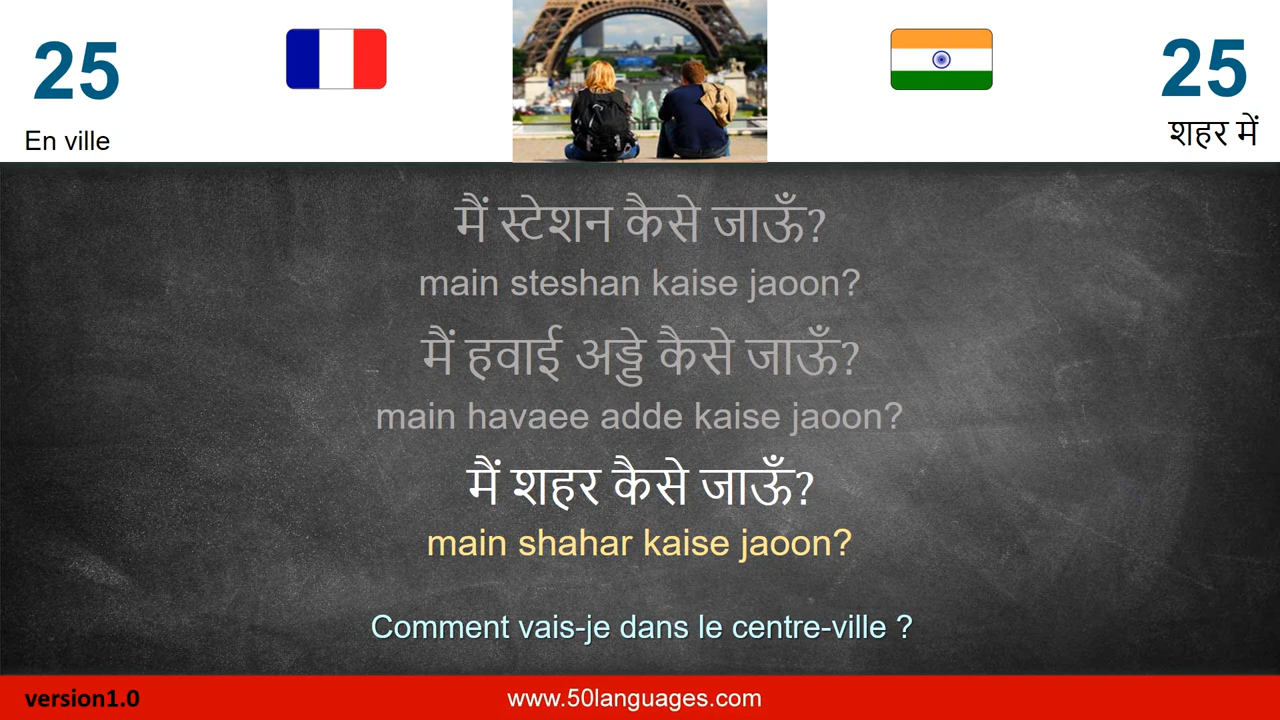 25
En ville
25
शहर में
मैं स्टेशन कैसे जाऊँ?
main steshan kaise jaoon?
मैं हवाई अड्डे कैसे जाऊँ?
main havaee adde kaise jaoon?
मैं शहर कैसे जाऊँ?
main shahar kaise jaoon?
Comment vais-je dans le centre-ville ?
version1.0
www.50languages.com